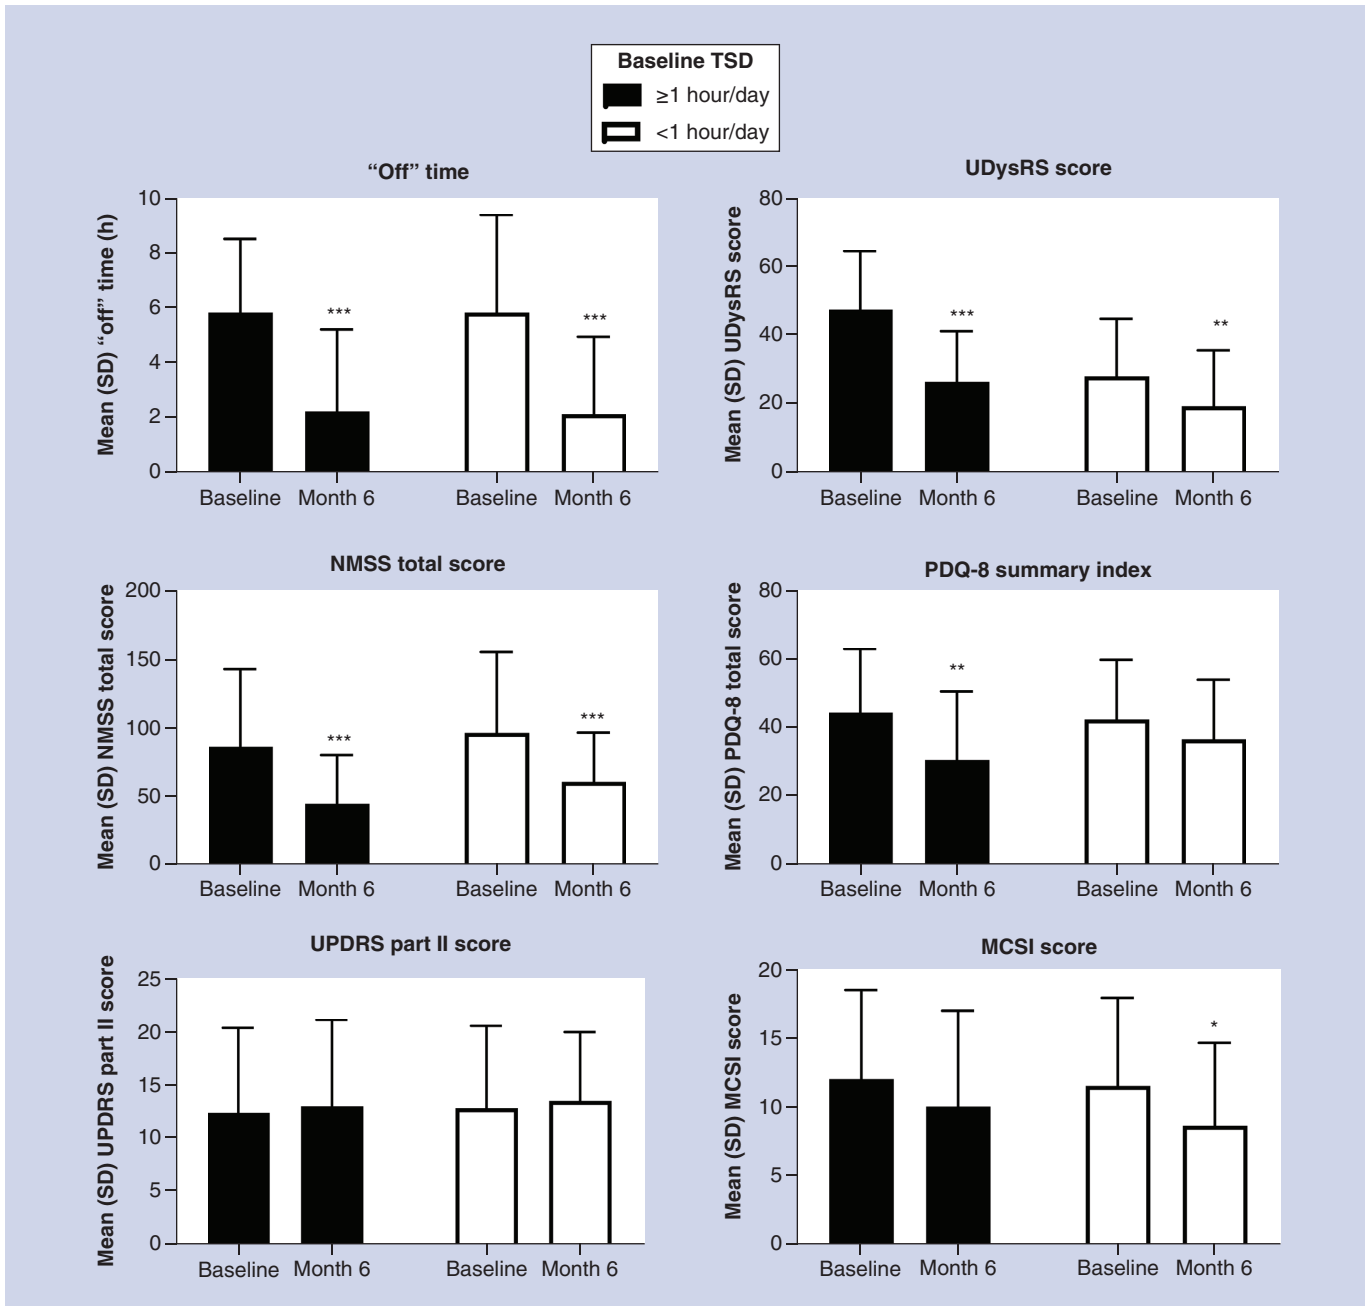 Baseline TSD
≥1 hour/day
<1 hour/day
“Off” time
Mean (SD) “off” time (h)
10
8
6
4
2
0
***
***
Baseline Month 6 Baseline Month 6
UDysRS score
Mean (SD) UDysRS score
80
60
40
20
0
***
**
Baseline Month 6 Baseline Month 6
NMSS total score
Mean (SD) NMSS total score
200
150
100
50
0
***
***
Baseline Month 6 Baseline Month 6
PDQ-8 summary index
Mean (SD) PDQ-8 total score
80
60
40
20
0
**
Baseline Month 6 Baseline Month 6
UPDRS part II score
Mean (SD) UPDRS part II score
25
20
15
10
5
0
Baseline Month 6 Baseline Month 6
MCSI score
Mean (SD) MCSI score
20
15
10
5
0
*
Baseline Month 6 Baseline Month 6